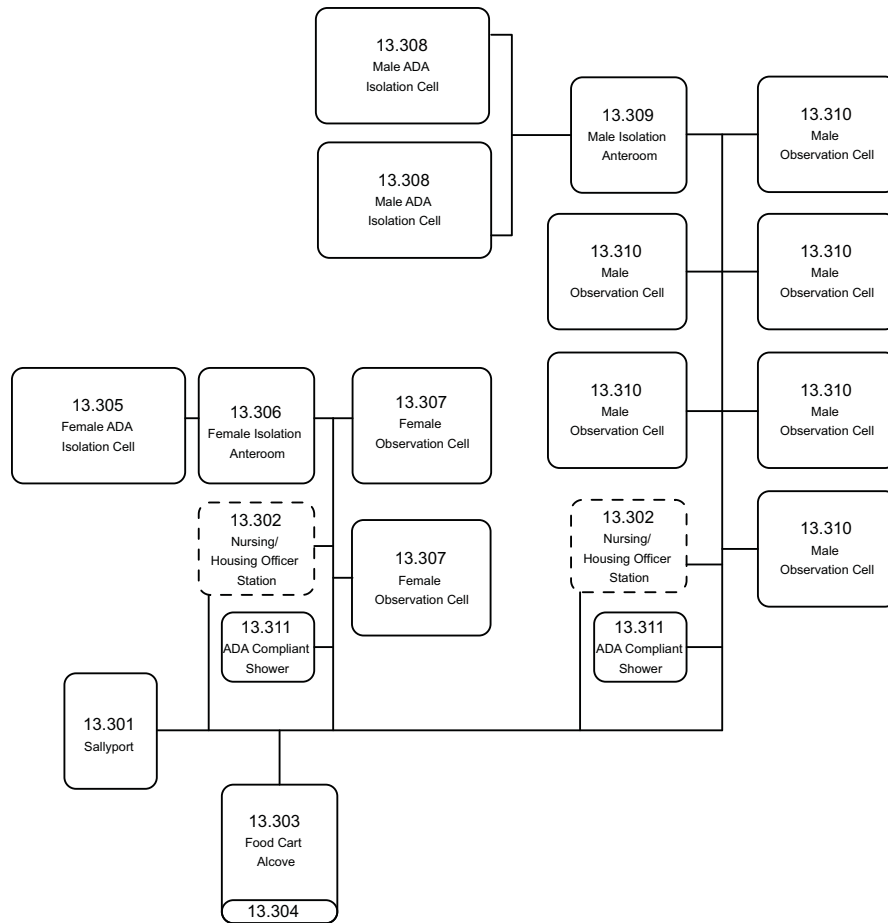 13.308
Male ADA
Isolation Cell
13.308
Male ADA
Isolation Cell
13.309
Male Isolation
Anteroom
13.310
Male
Observation Cell
13.310
Male
Observation Cell
13.310
Male
Observation Cell
13.305
Female ADA
Isolation Cell
13.306
Female Isolation
Anteroom
13.307
Female
Observation Cell
13.310
Male
Observation Cell
13.310
Male
Observation Cell
13.302
Nursing/
Housing Officer
Station
13.307
Female
Observation Cell
13.302
Nursing/
Housing Officer
Station
13.310
Male
Observation Cell
13.311
ADA Compliant
Shower
13.311
ADA Compliant
Shower
13.301
Sallyport
13.303
Food Cart
Alcove
13.304